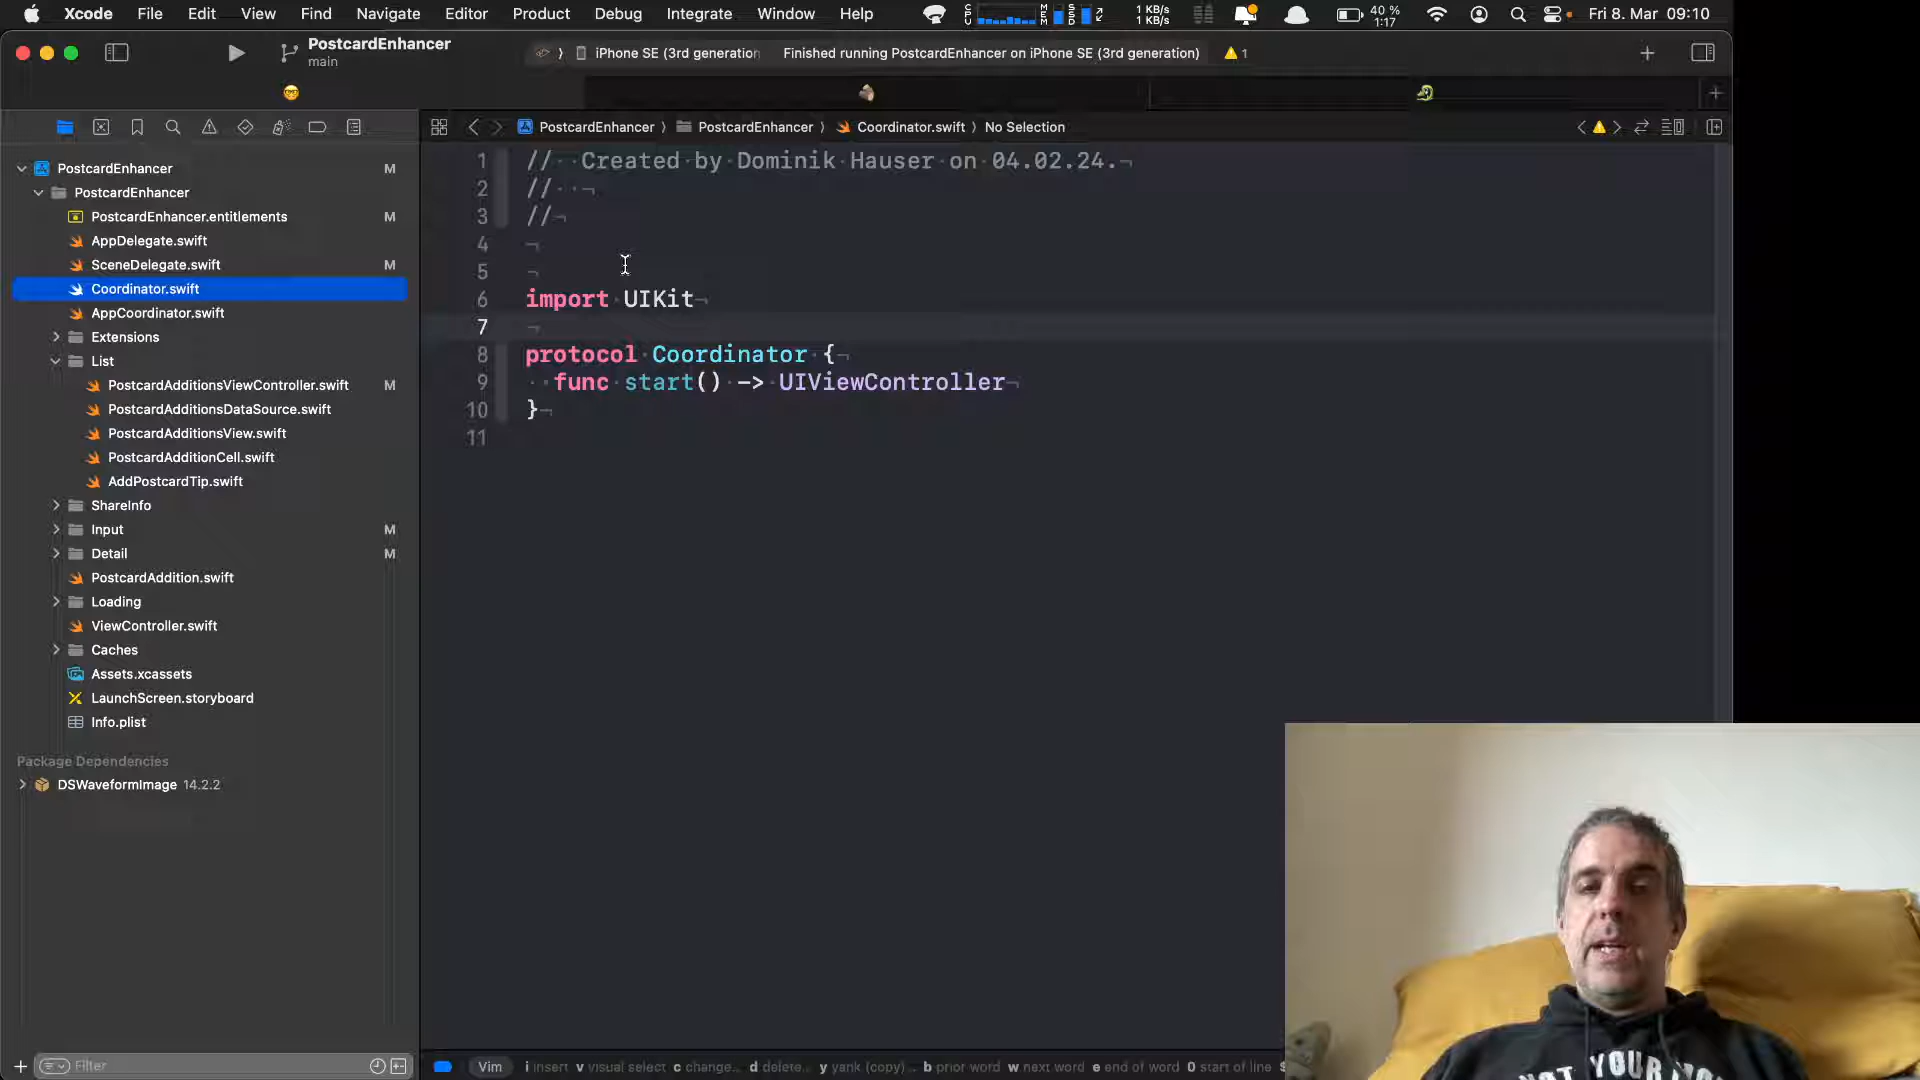 Xcode File Edit View Find Navigate Editor Product Debug Integrate Window Help
1 KB/s
1 KB/s
40 %
1:17
Fri 8. Mar 09:10
PostcardEnhancer
main
iPhone SE (3rd generation
Finished running PostcardEnhancer on iPhone SE (3rd generation)
1
PostcardEnhancer
PostcardEnhancer
Coordinator.swift
No Selection
PostcardEnhancer M
PostcardEnhancer
PostcardEnhancer.entitlements M
AppDelegate.swift
SceneDelegate.swift M
Coordinator.swift
AppCoordinator.swift
Extensions
List
PostcardAdditionsViewController.swift M
PostcardAdditionsDataSource.swift
PostcardAdditionsView.swift
PostcardAdditionCell.swift
AddPostcardTip.swift
ShareInfo
Input M
Detail M
PostcardAddition.swift
Loading
ViewController.swift
Caches
Assets.xcassets
LaunchScreen.storyboard
Info.plist
Package Dependencies
DSWaveformImage 14.2.2
Filter
1 //  Created by Dominik Hauser on 04.02.24.
2 //
3 //
4
5
6 import UIKit
7
8 protocol Coordinator {
9   func start() -> UIViewController
10 }
11
Vim i insert v visual select c change... d delete... y yank (copy)... b prior word w next word e end of word 0 start of line
NOT YOUR